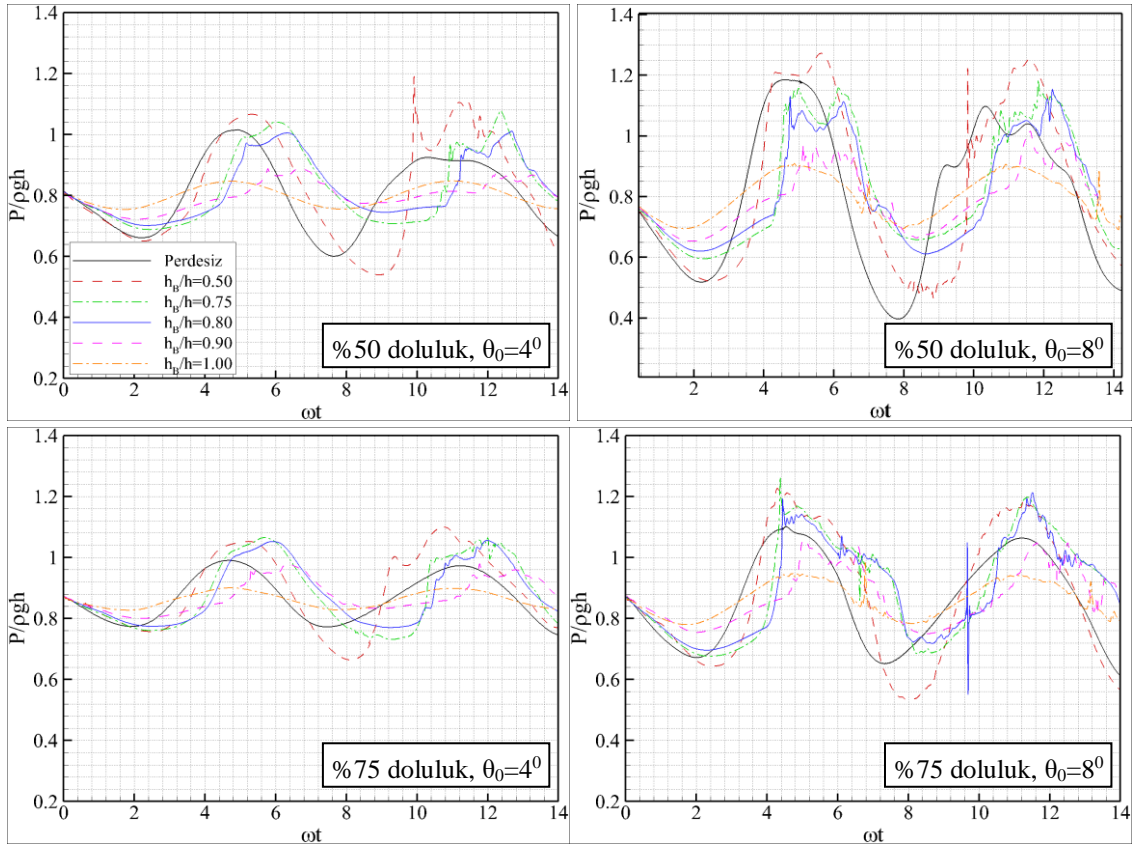 1.4
1.2
1
0.8
0.6
0.4
0.2
P/ρgh
0 2 4 6 8 10 12 14
ωt
Perdesiz
h_B/h=0.50
h_B/h=0.75
h_B/h=0.80
h_B/h=0.90
h_B/h=1.00
%50 doluluk, θ₀=4⁰
1.4
1.2
1
0.8
0.6
0.4
P/ρgh
2 4 6 8 10 12 14
ωt
%50 doluluk, θ₀=8⁰
1.4
1.2
1
0.8
0.6
0.4
0.2
P/ρgh
0 2 4 6 8 10 12 14
ωt
%75 doluluk, θ₀=4⁰
1.4
1.2
1
0.8
0.6
0.4
0.2
P/ρgh
0 2 4 6 8 10 12 14
ωt
%75 doluluk, θ₀=8⁰